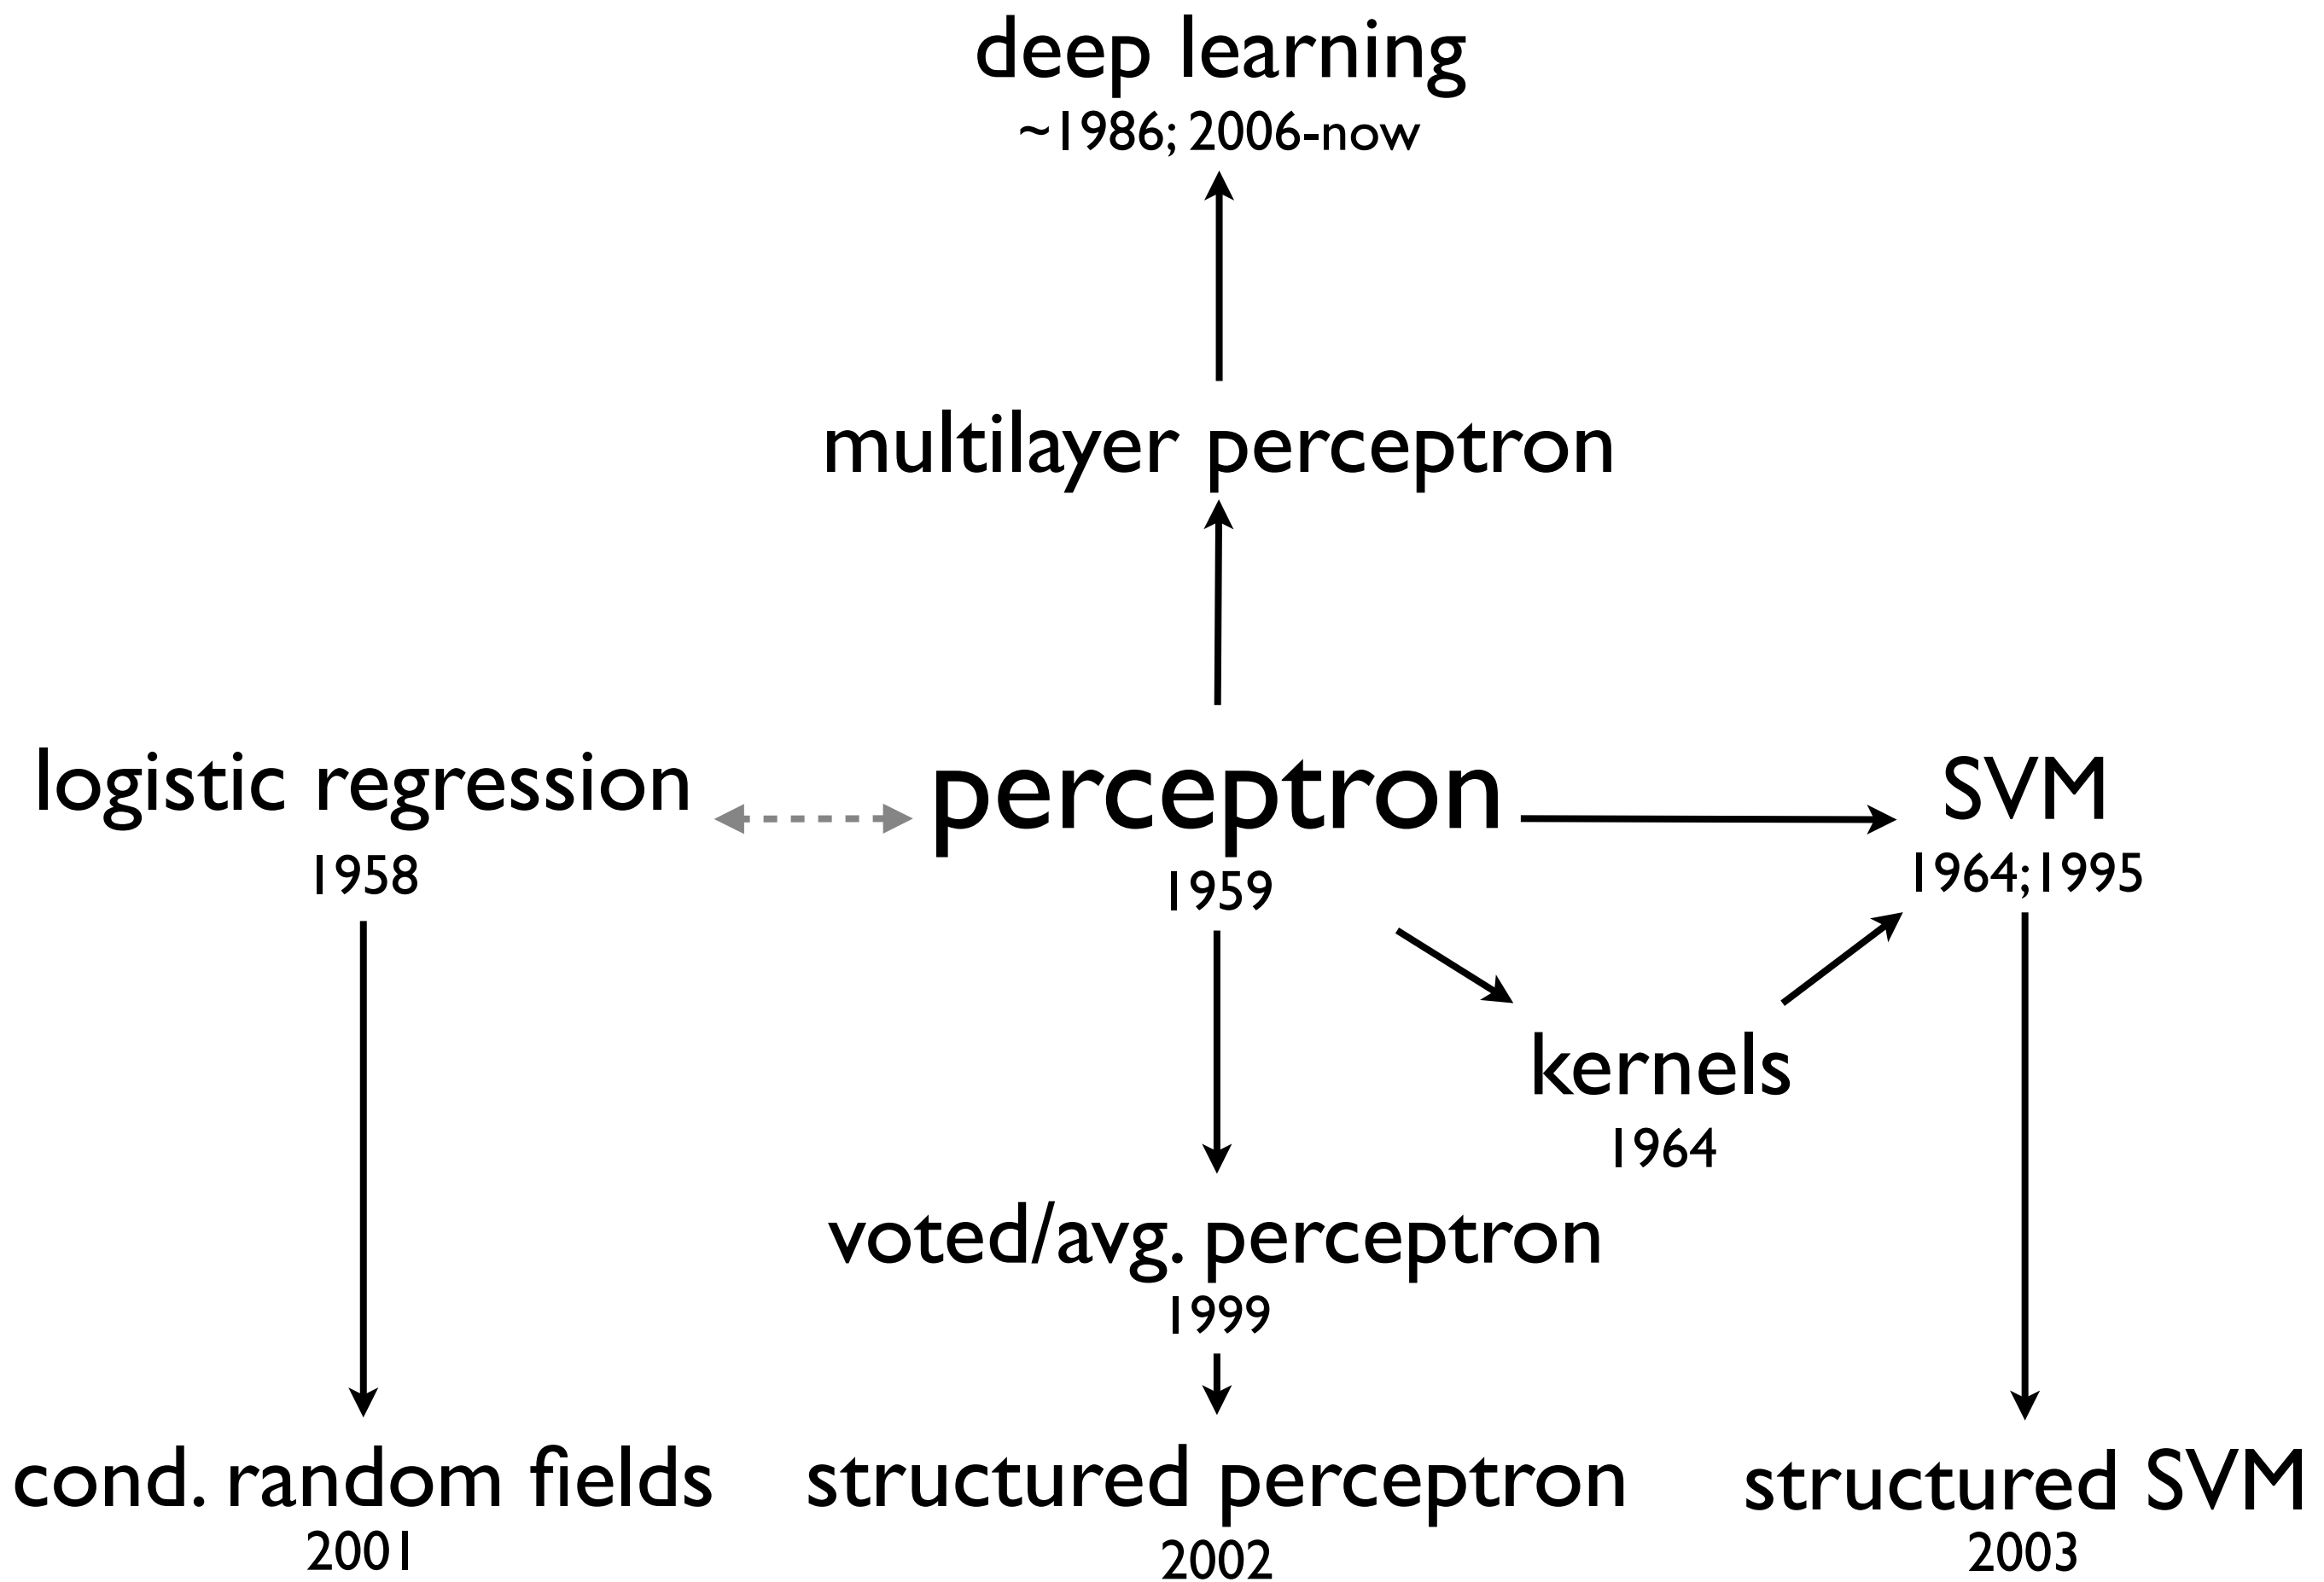 deep learning
~1986; 2006-now
multilayer perceptron
logistic regression
1958
perceptron
1959
SVM
1964;1995
kernels
1964
voted/avg. perceptron
1999
cond. random fields
2001
structured perceptron
2002
structured SVM
2003